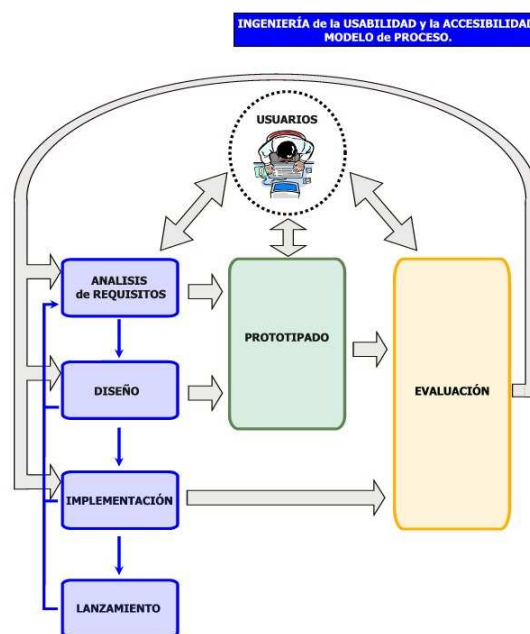 INGENIERÍA de la USABILIDAD y la ACCESIBILIDAD
MODELO de PROCESO.
USUARIOS
ANALISIS
de REQUISITOS
PROTOTIPADO
DISEÑO
EVALUACIÓN
IMPLEMENTACIÓN
LANZAMIENTO